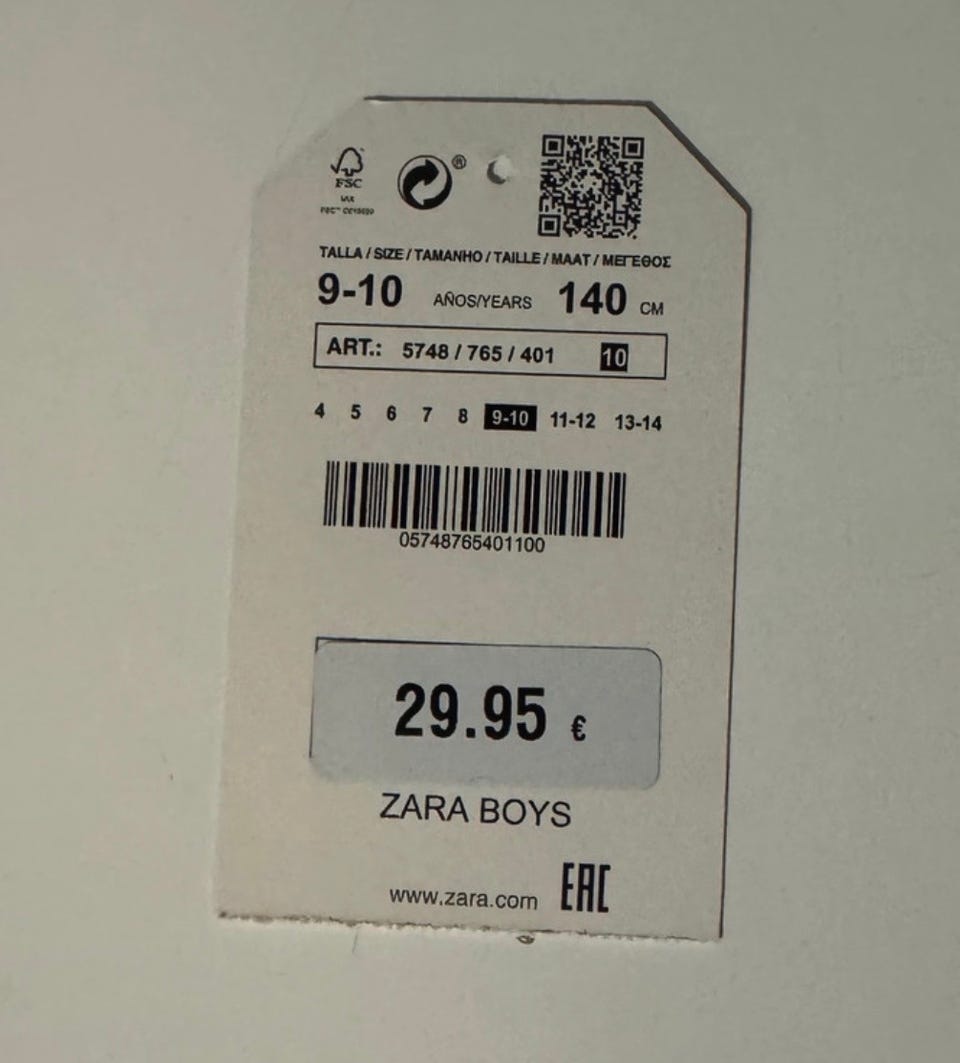 FSC
®
TALLA / SIZE / TAMANHO / TAILLE / MAAT / ΜΕΓΕΘΟΣ
9-10 AÑOS/YEARS 140 CM
ART.: 5748 / 765 / 401 10
4 5 6 7 8 9-10 11-12 13-14
05748765401100
29.95 €
ZARA BOYS
www.zara.com EAC